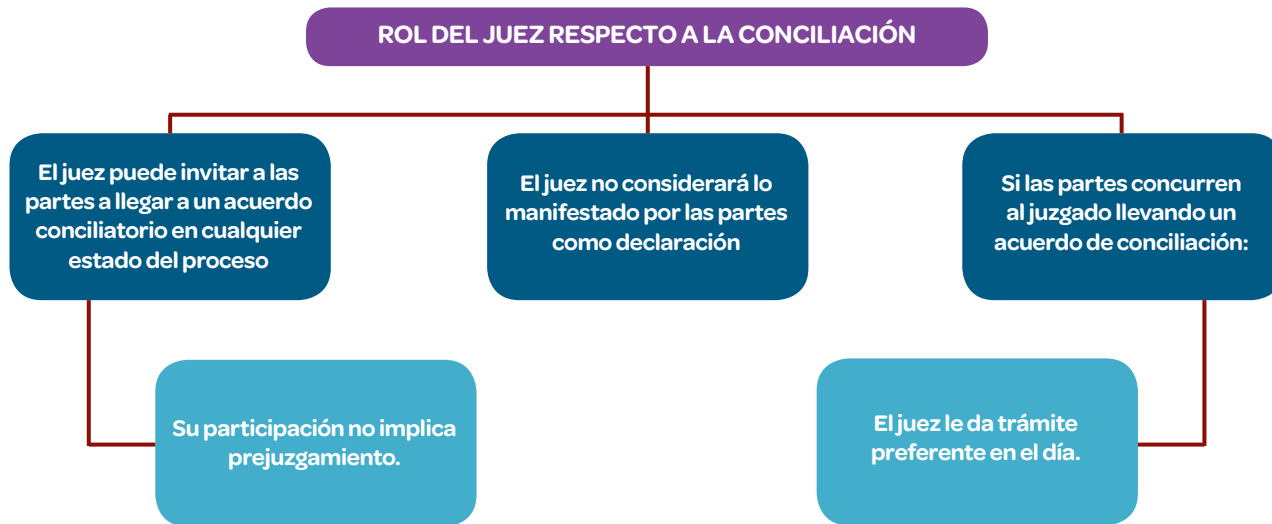 ROL DEL JUEZ RESPECTO A LA CONCILIACIÓN
El juez puede invitar a las
partes a llegar a un acuerdo
conciliatorio en cualquier
estado del proceso
El juez no considerará lo
manifestado por las partes
como declaración
Si las partes concurren
al juzgado llevando un
acuerdo de conciliación:
Su participación no implica
prejuzgamiento.
El juez le da trámite
preferente en el día.